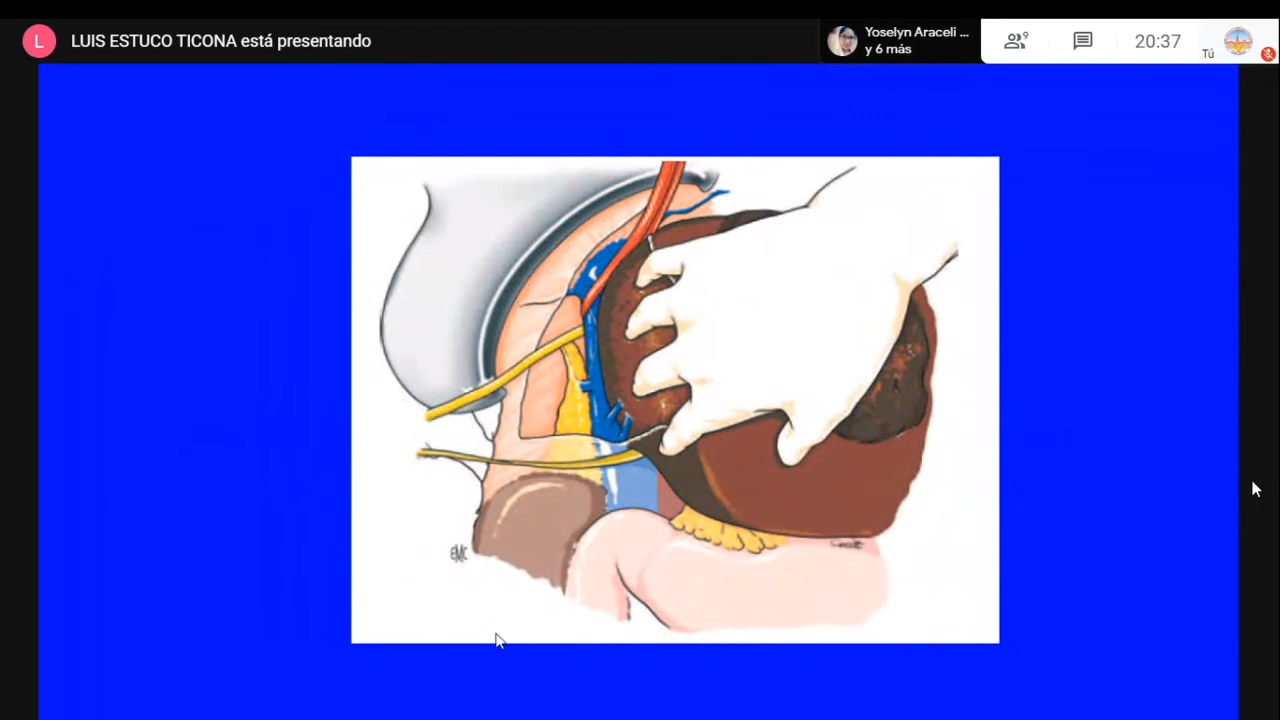 L
LUIS ESTUCO TICONA está presentando
Yoselyn Araceli ...
y 6 más
9
20:37
Tú
EMC